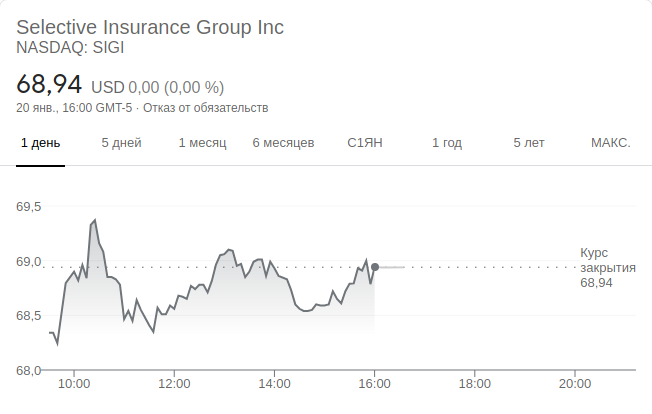 Selective Insurance Group Inc
NASDAQ: SIGI
68,94 USD 0,00 (0,00 %)
20 янв., 16:00 GMT-5 · Отказ от обязательств
1 день 5 дней 1 месяц 6 месяцев С1ЯН 1 год 5 лет МАКС.
69,5
69,0
68,5
68,0
Курс
закрытия
68,94
10:00 12:00 14:00 16:00 18:00 20:00